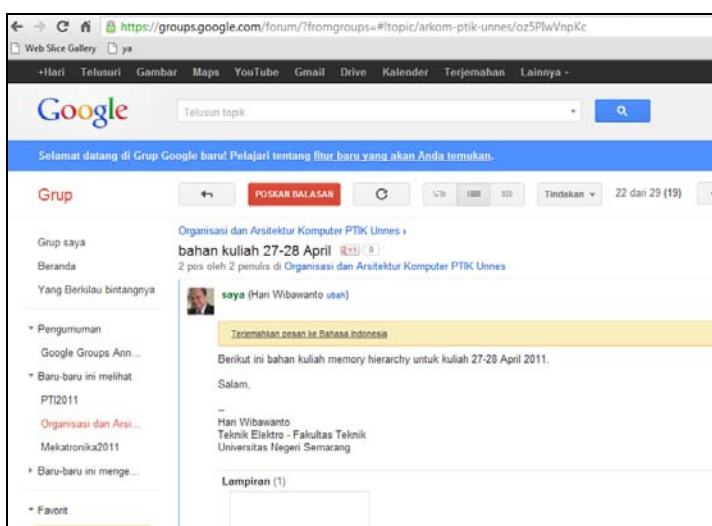 https://groups.google.com/forum/?fromgroups=#!topic/arkom-ptik-unnes/oz5PlwVnpKc
Web Slice Gallery ya
+Hari Telusuri Gambar Maps YouTube Gmail Drive Kalender Terjemahan Lainnya
Google Telusuri topik
Selamat datang di Grup Google baru! Pelajari tentang fitur baru yang akan Anda temukan.
Grup POSKAN BALASAN Tindakan 22 dari 29 (19)
Organisasi dan Arsitektur Komputer PTIK Unnes ›
Grup saya
bahan kuliah 27-28 April +1 0
Beranda
2 pos oleh 2 penulis di Organisasi dan Arsitektur Komputer PTIK Unnes
Yang Berkilau bintangnya
saya (Hari Wibawanto ubah)
Pengumuman
Terjemahkan pesan ke Bahasa Indonesia
Google Groups Ann...
Berikut ini bahan kuliah memory hierarchy untuk kuliah 27-28 April 2011.
Baru-baru ini melihat
Salam,
PTI2011
--
Organisasi dan Arsi...
Hari Wibawanto
Teknik Elektro - Fakultas Teknik
Mekatronika2011
Universitas Negeri Semarang
Baru-baru ini menge...
Lampiran (1)
Favorit